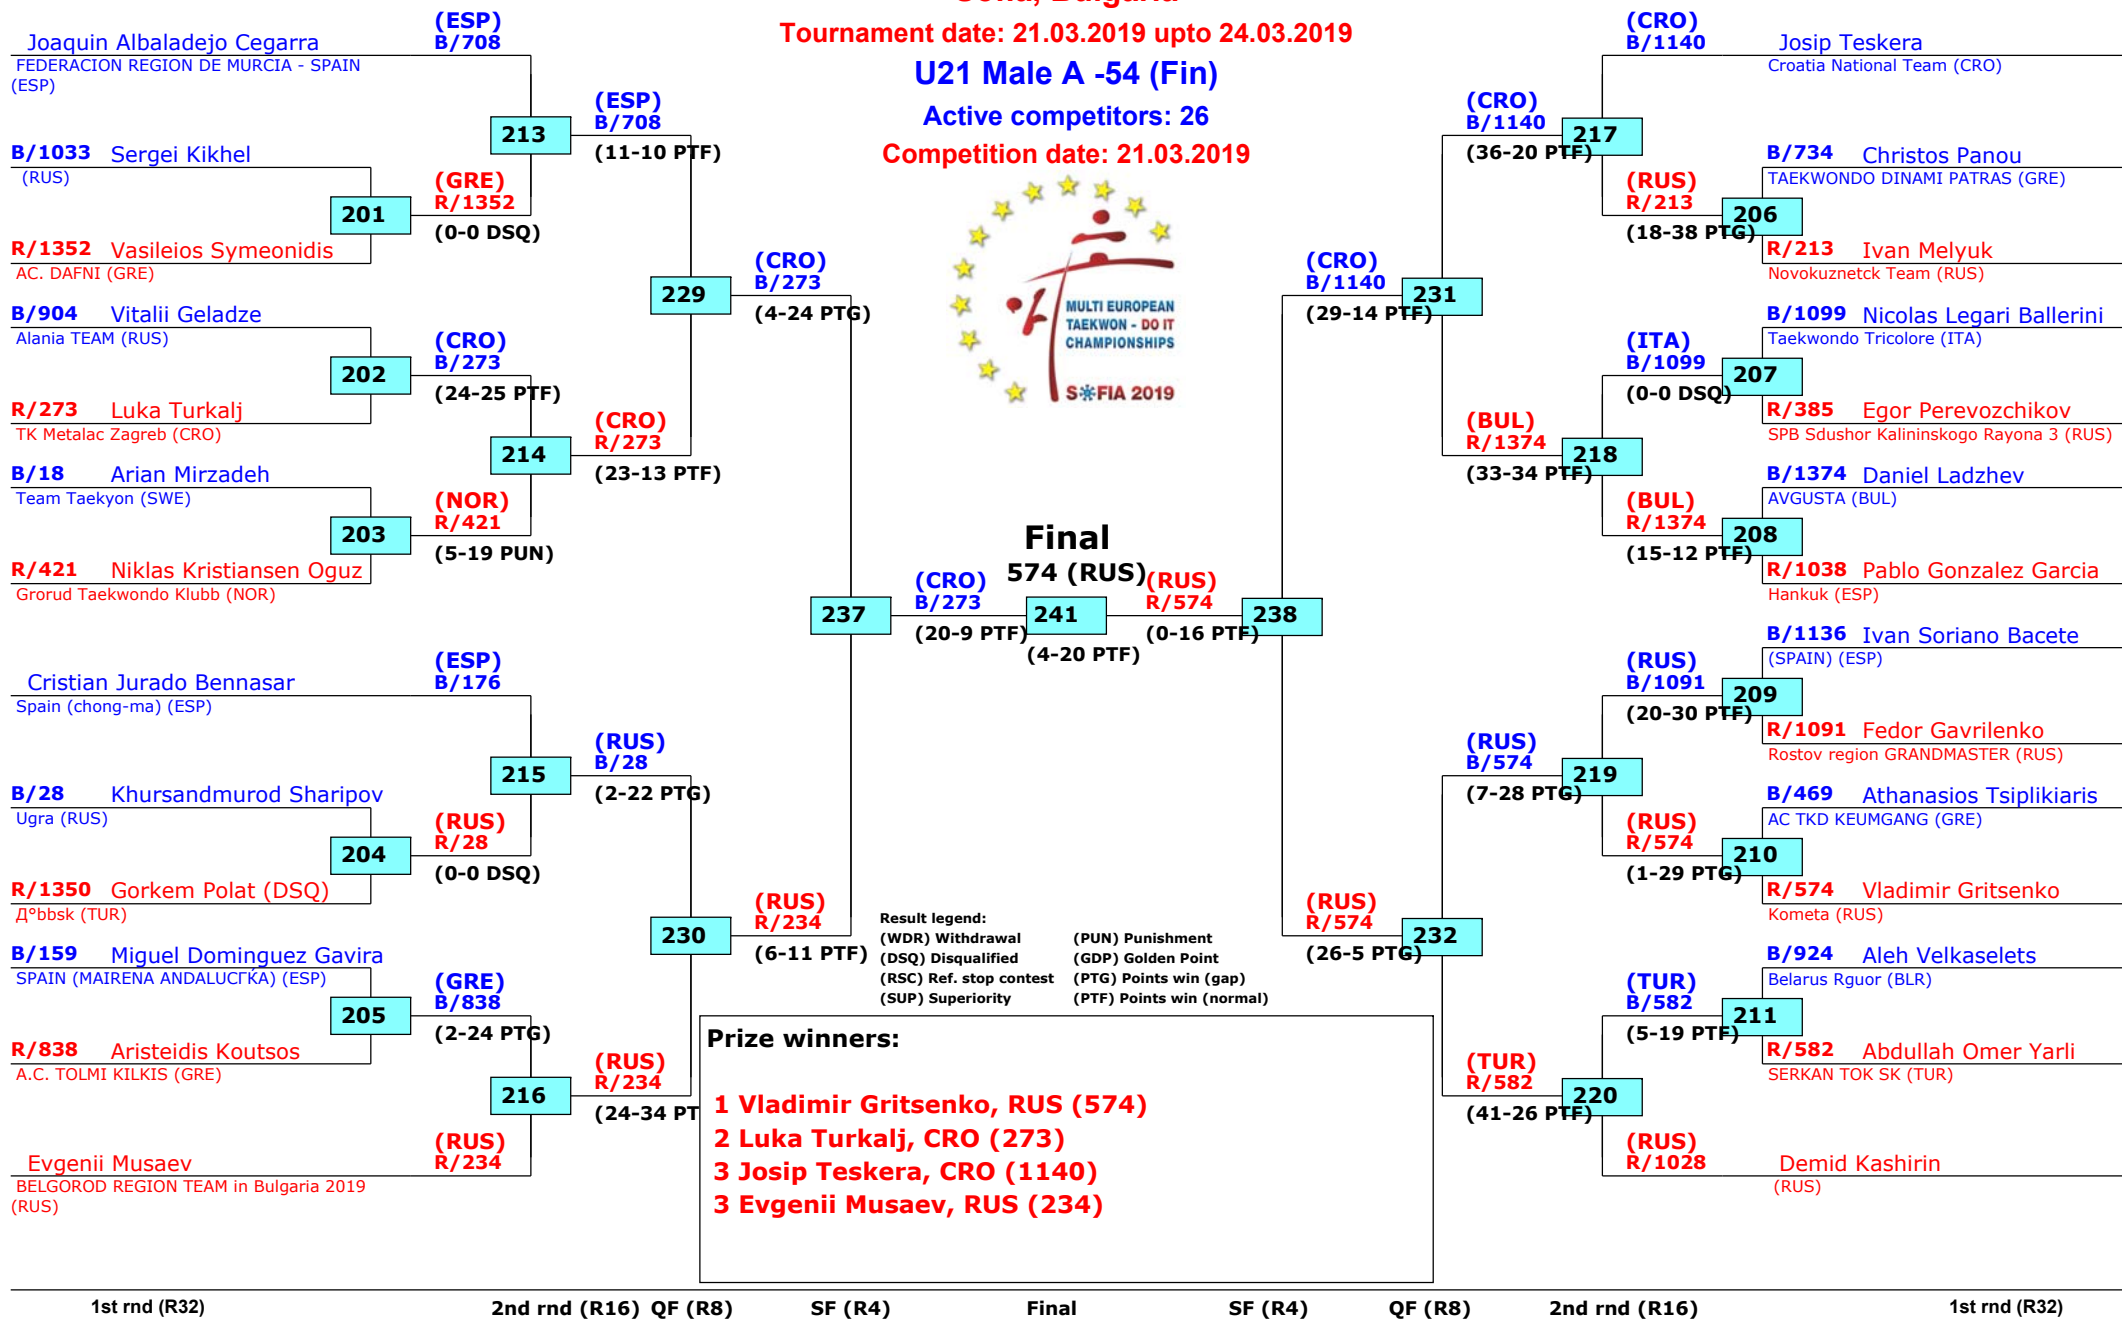 Sofia, Bulgaria
Tournament date: 21.03.2019 upto 24.03.2019
U21 Male A -54 (Fin)
Active competitors: 26
Competition date: 21.03.2019
MULTI EUROPEAN
TAEKWON - DO IT
CHAMPIONSHIPS
SOFIA 2019
(ESP)
Joaquin Albaladejo Cegarra B/708
FEDERACION REGION DE MURCIA - SPAIN
(ESP)
(ESP)
B/708
213
(11-10 PTF)
B/1033 Sergei Kikhel
(RUS)
(GRE)
R/1352
201
(0-0 DSQ)
R/1352 Vasileios Symeonidis
AC. DAFNI (GRE)
(CRO)
B/273
229
(4-24 PTG)
B/904 Vitalii Geladze
Alania TEAM (RUS)
(CRO)
B/273
202
(24-25 PTF)
R/273 Luka Turkalj
TK Metalac Zagreb (CRO)
(CRO)
R/273
214
(23-13 PTF)
B/18 Arian Mirzadeh
Team Taekyon (SWE)
(NOR)
R/421
203
(5-19 PUN)
R/421 Niklas Kristiansen Oguz
Grorud Taekwondo Klubb (NOR)
Final
574 (RUS)
(CRO)
B/273
237
(20-9 PTF)
241
(4-20 PTF)
(RUS)
R/574
238
(0-16 PTF)
(ESP)
Cristian Jurado Bennasar B/176
Spain (chong-ma) (ESP)
(RUS)
B/28
215
(2-22 PTG)
B/28 Khursandmurod Sharipov
Ugra (RUS)
(RUS)
R/28
204
(0-0 DSQ)
R/1350 Gorkem Polat (DSQ)
Д°bbsk (TUR)
(RUS)
R/234
230
(6-11 PTF)
B/159 Miguel Dominguez Gavira
SPAIN (MAIRENA ANDALUCГ­КA) (ESP)
(GRE)
B/838
205
(2-24 PTG)
R/838 Aristeidis Koutsos
A.C. TOLMI KILKIS (GRE)
(RUS)
R/234
216
(24-34 PT
(RUS)
Evgenii Musaev R/234
BELGOROD REGION TEAM in Bulgaria 2019
(RUS)
(CRO)
B/1140 Josip Teskera
Croatia National Team (CRO)
(CRO)
B/1140
217
(36-20 PTF)
B/734 Christos Panou
TAEKWONDO DINAMI PATRAS (GRE)
(RUS)
R/213
206
(18-38 PTG)
R/213 Ivan Melyuk
Novokuznetck Team (RUS)
(CRO)
B/1140
231
(29-14 PTF)
B/1099 Nicolas Legari Ballerini
Taekwondo Tricolore (ITA)
(ITA)
B/1099
207
(0-0 DSQ)
R/385 Egor Perevozchikov
SPB Sdushor Kalininskogo Rayona 3 (RUS)
(BUL)
R/1374
218
(33-34 PTF)
B/1374 Daniel Ladzhev
AVGUSTA (BUL)
(BUL)
R/1374
208
(15-12 PTF)
R/1038 Pablo Gonzalez Garcia
Hankuk (ESP)
B/1136 Ivan Soriano Bacete
(SPAIN) (ESP)
(RUS)
B/1091
209
(20-30 PTF)
R/1091 Fedor Gavrilenko
Rostov region GRANDMASTER (RUS)
(RUS)
B/574
219
(7-28 PTG)
B/469 Athanasios Tsiplikiaris
AC TKD KEUMGANG (GRE)
(RUS)
R/574
210
(1-29 PTG)
R/574 Vladimir Gritsenko
Kometa (RUS)
(RUS)
R/574
232
(26-5 PTG)
B/924 Aleh Velkaselets
Belarus Rguor (BLR)
(TUR)
B/582
211
(5-19 PTF)
R/582 Abdullah Omer Yarli
SERKAN TOK SK (TUR)
(TUR)
R/582
220
(41-26 PTF)
(RUS)
R/1028 Demid Kashirin
(RUS)
Result legend:
(WDR) Withdrawal (PUN) Punishment
(DSQ) Disqualified (GDP) Golden Point
(RSC) Ref. stop contest (PTG) Points win (gap)
(SUP) Superiority (PTF) Points win (normal)
Prize winners:
1 Vladimir Gritsenko, RUS (574)
2 Luka Turkalj, CRO (273)
3 Josip Teskera, CRO (1140)
3 Evgenii Musaev, RUS (234)
1st rnd (R32) 2nd rnd (R16) QF (R8) SF (R4) Final SF (R4) QF (R8) 2nd rnd (R16) 1st rnd (R32)